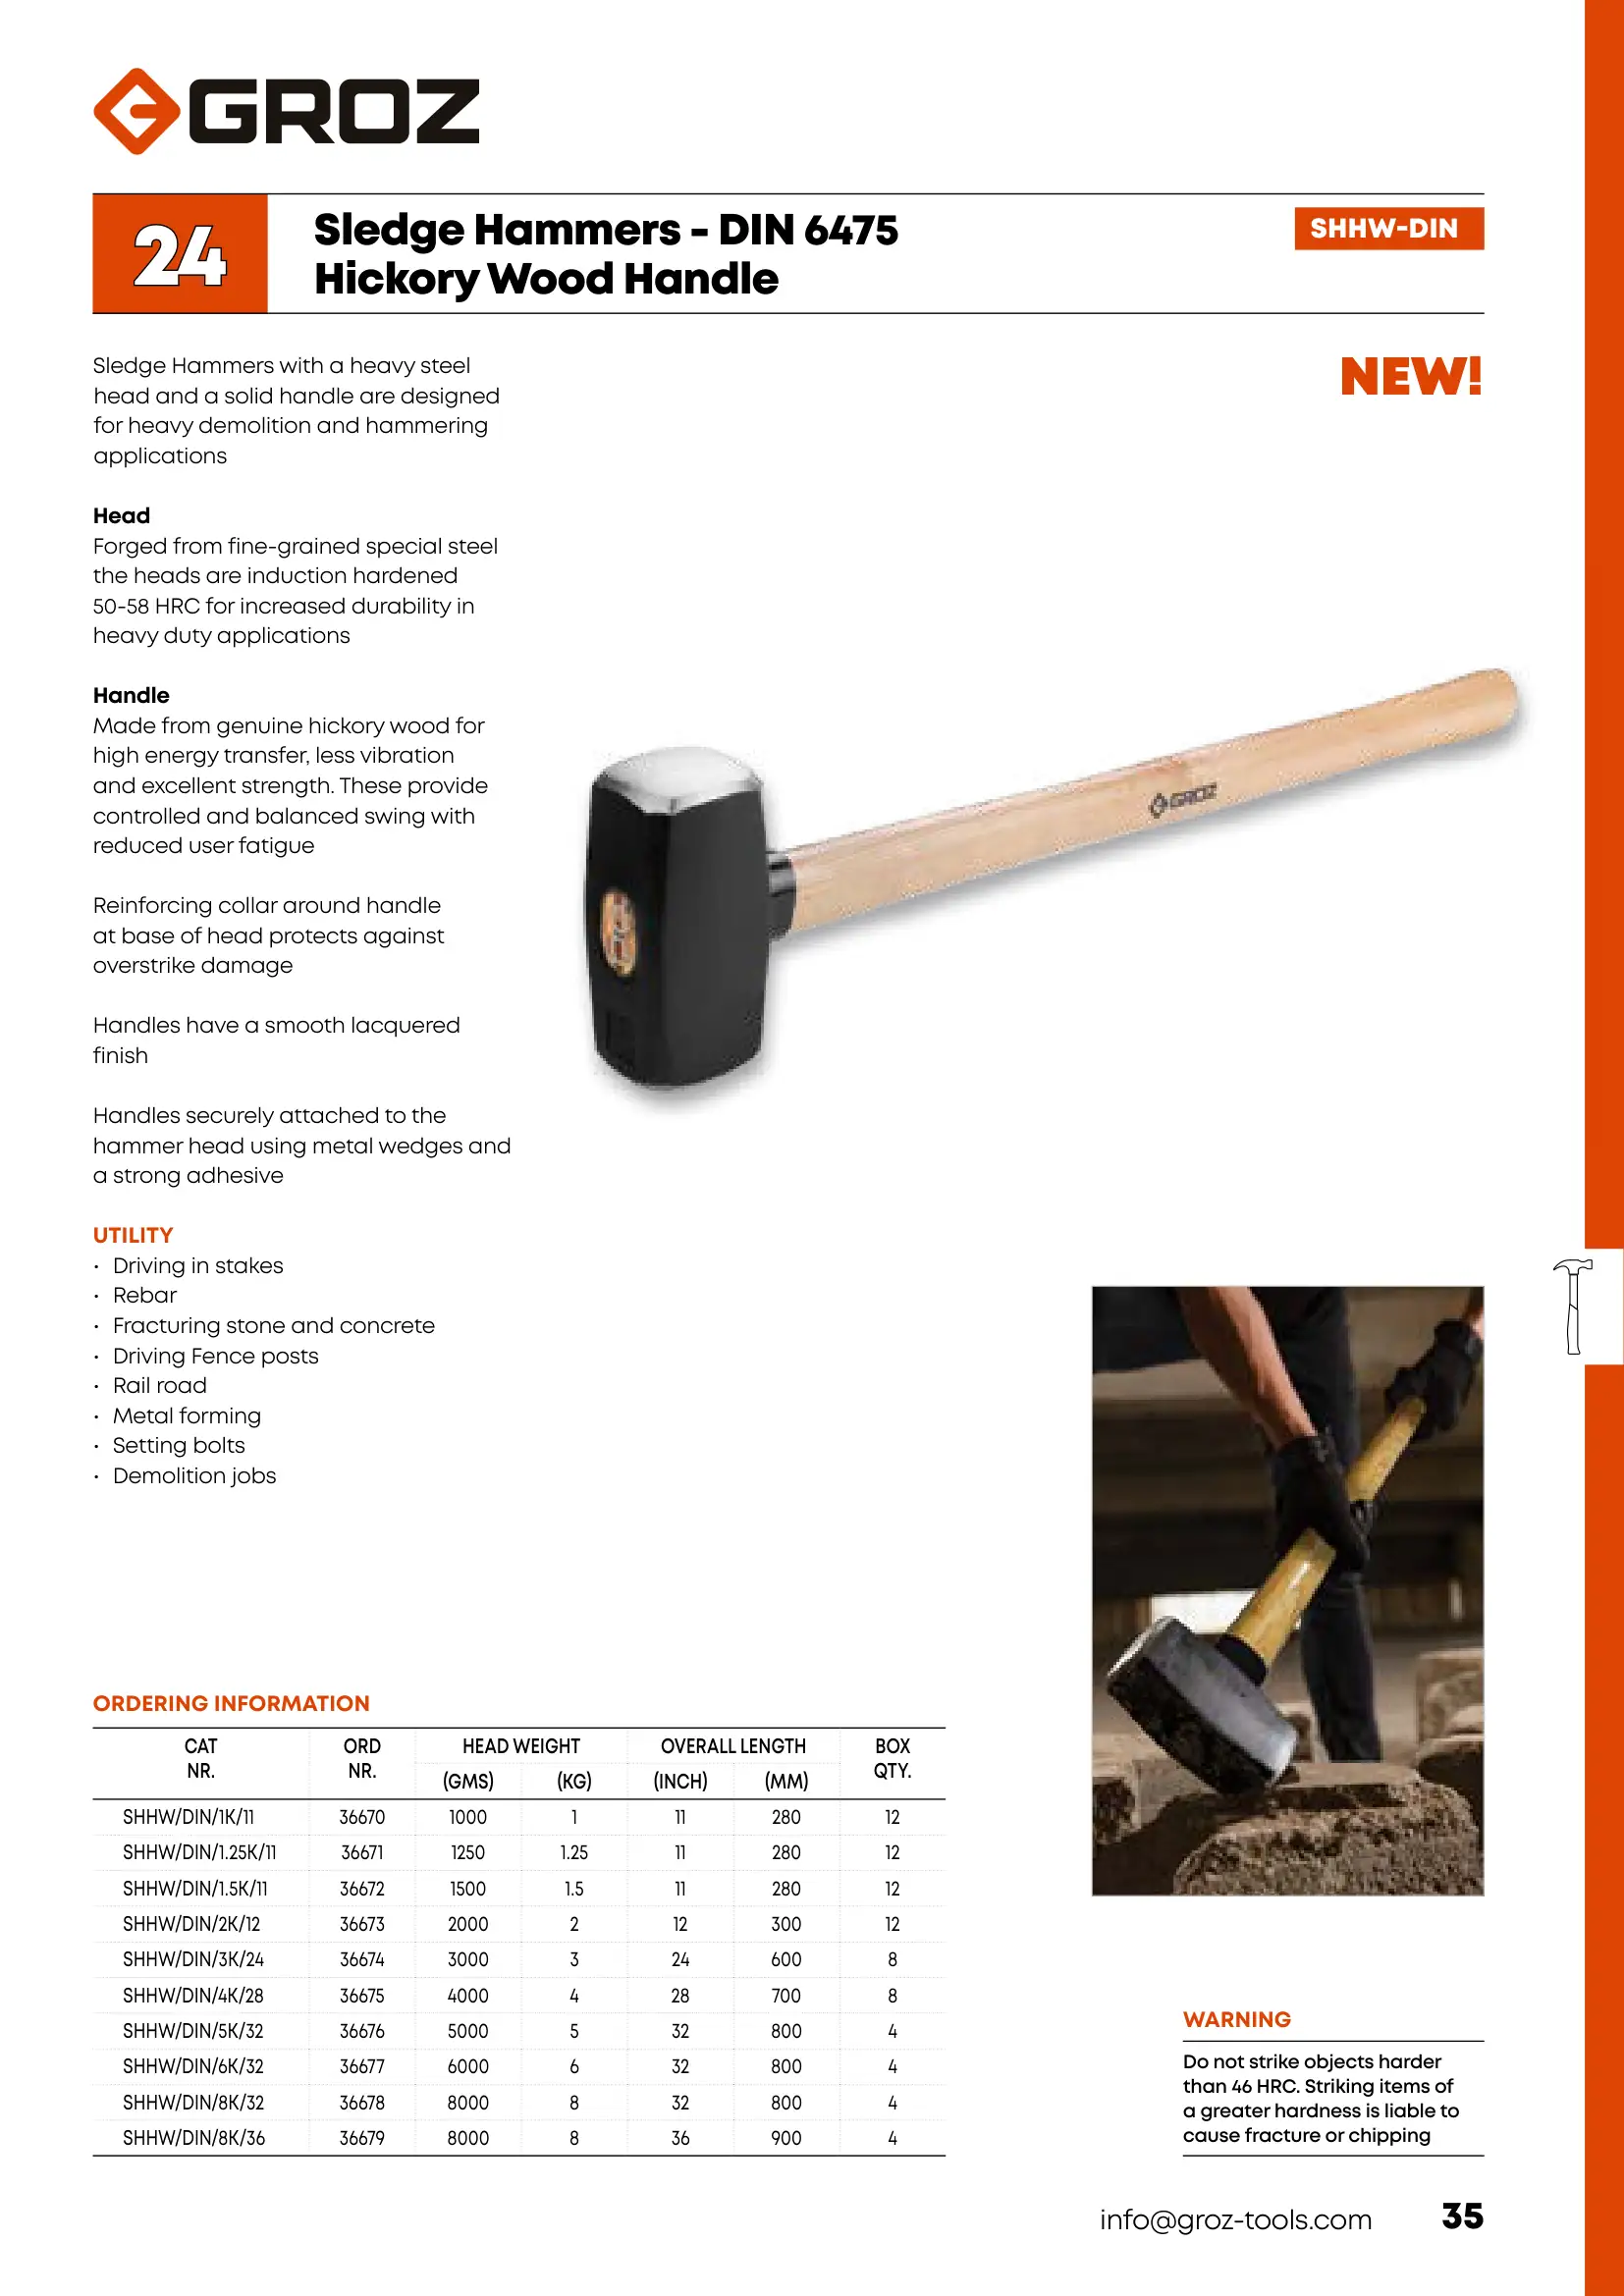 GROZ
24
Sledge Hammers - DIN 6475
Hickory Wood Handle
SHHW-DIN
NEW!
Sledge Hammers with a heavy steel
head and a solid handle are designed
for heavy demolition and hammering
applications
Head
Forged from fine-grained special steel
the heads are induction hardened
50-58 HRC for increased durability in
heavy duty applications
Handle
Made from genuine hickory wood for
high energy transfer, less vibration
and excellent strength. These provide
controlled and balanced swing with
reduced user fatigue
Reinforcing collar around handle
at base of head protects against
overstrike damage
Handles have a smooth lacquered
finish
Handles securely attached to the
hammer head using metal wedges and
a strong adhesive
GROZ
UTILITY
· Driving in stakes
· Rebar
· Fracturing stone and concrete
· Driving Fence posts
· Rail road
· Metal forming
· Setting bolts
· Demolition jobs
ORDERING INFORMATION
CAT NR. ORD NR. HEAD WEIGHT OVERALL LENGTH BOX QTY.
(GMS) (KG) (INCH) (MM)
SHHW/DIN/1K/11 36670 1000 1 11 280 12
SHHW/DIN/1.25K/11 36671 1250 1.25 11 280 12
SHHW/DIN/1.5K/11 36672 1500 1.5 11 280 12
SHHW/DIN/2K/12 36673 2000 2 12 300 12
SHHW/DIN/3K/24 36674 3000 3 24 600 8
SHHW/DIN/4K/28 36675 4000 4 28 700 8
SHHW/DIN/5K/32 36676 5000 5 32 800 4
SHHW/DIN/6K/32 36677 6000 6 32 800 4
SHHW/DIN/8K/32 36678 8000 8 32 800 4
SHHW/DIN/8K/36 36679 8000 8 36 900 4
WARNING
Do not strike objects harder
than 46 HRC. Striking items of
a greater hardness is liable to
cause fracture or chipping
info@groz-tools.com 35